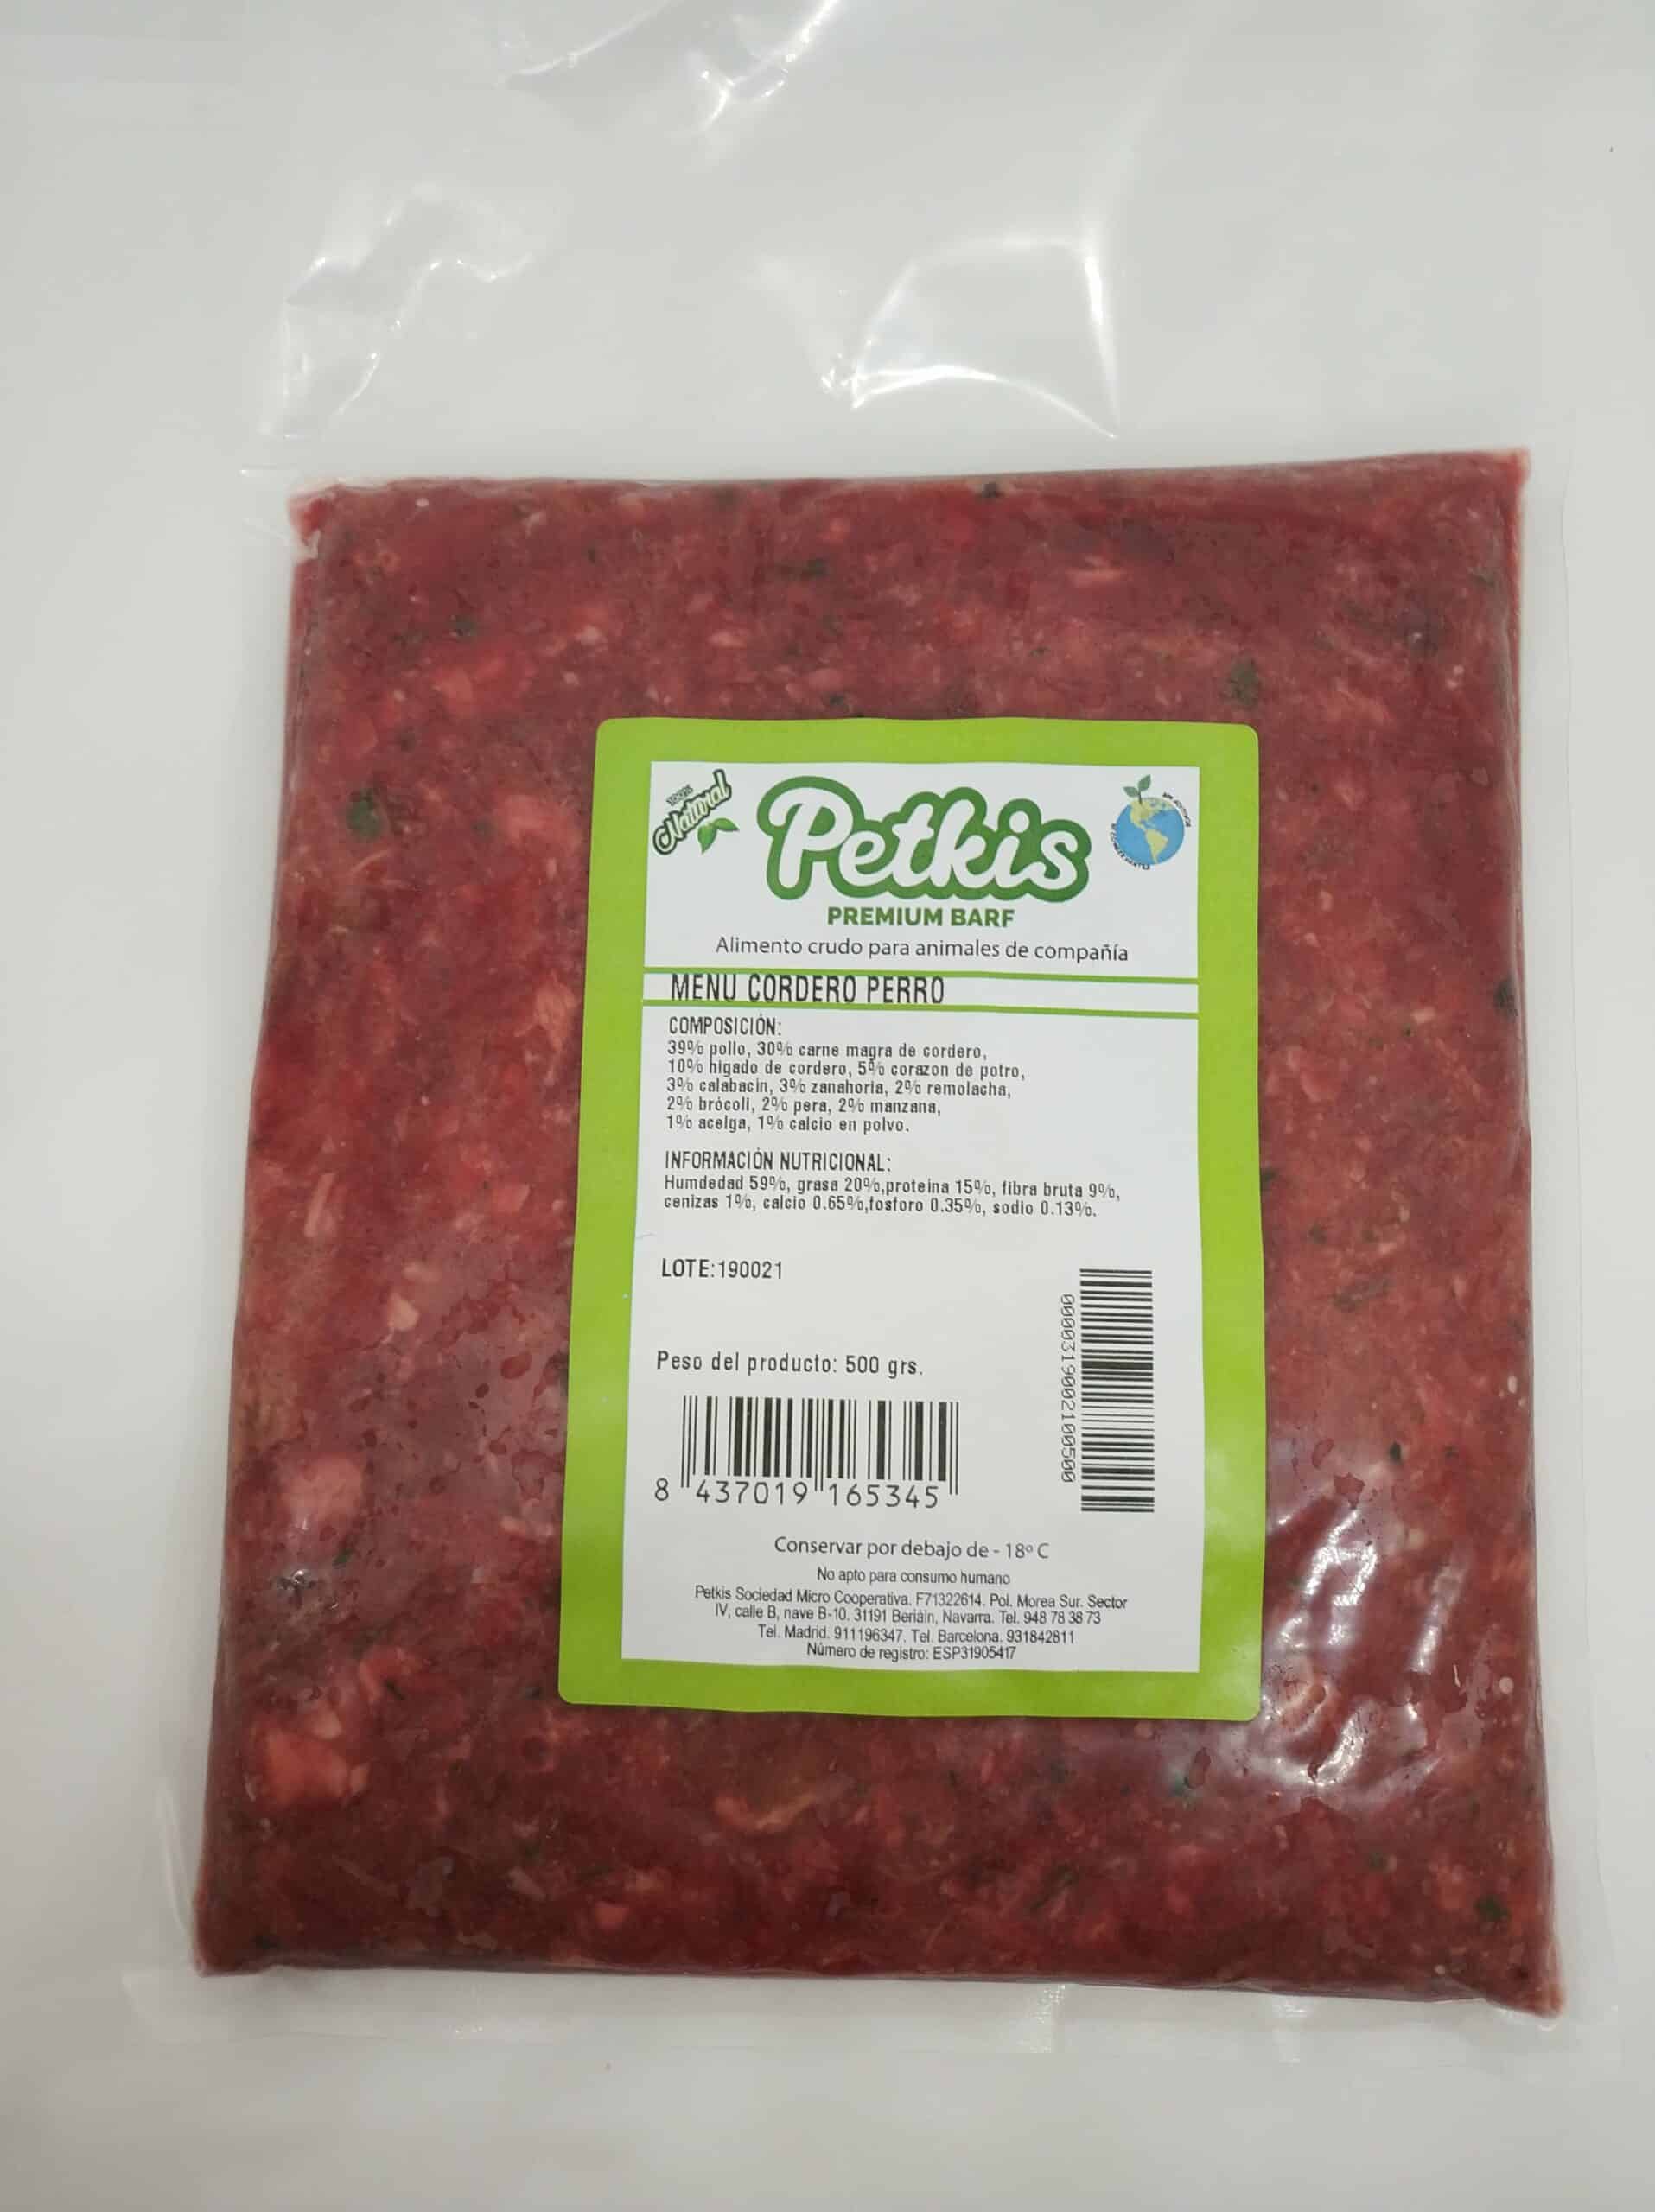 100%
Natural
Petkis
PREMIUM BARF
Alimento crudo para animales de compañía
MENU CORDERO PERRO
COMPOSICIÓN:
39% pollo, 30% carne magra de cordero,
10% higado de cordero, 5% corazon de potro,
3% calabacin, 3% zanahoria, 2% remolacha,
2% brócoli, 2% pera, 2% manzana,
1% acelga, 1% calcio en polvo.
INFORMACIÓN NUTRICIONAL:
Humdedad 59%, grasa 20%,proteina 15%, fibra bruta 9%,
cenizas 1%, calcio 0.65%,fosforo 0.35%, sodio 0.13%.
LOTE:190021
Peso del producto: 500 grs.
8 437019 165345
0000319002100500
Conservar por debajo de - 18º C
No apto para consumo humano
Petkis Sociedad Micro Cooperativa. F71322614. Pol. Morea Sur. Sector
IV, calle B, nave B-10. 31191 Beriáin, Navarra. Tel. 948 78 38 73
Tel. Madrid. 911196347. Tel. Barcelona. 931842811
Número de registro: ESP31905417